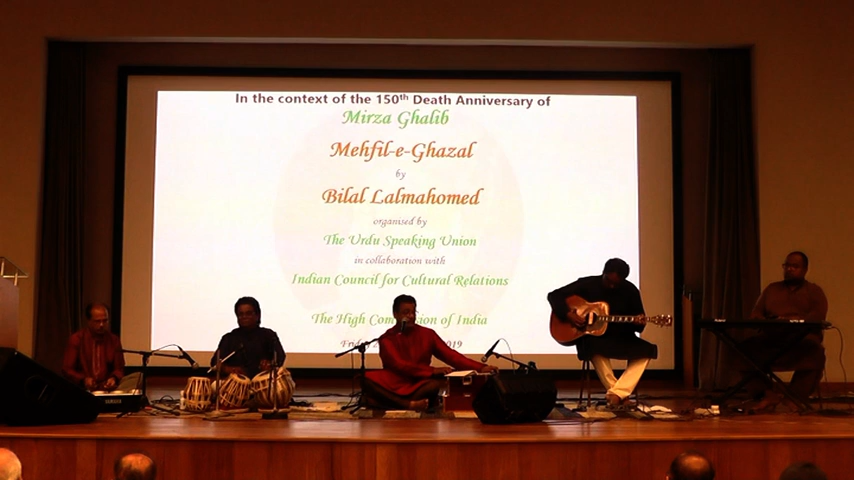 In the context of the 150th Death Anniversary of
Mirza Ghalib
Mehfil-e-Ghazal
by
Bilal Lalmahomed
organised by
The Urdu Speaking Union
in collaboration with
Indian Council for Cultural Relations
The High of India
2019